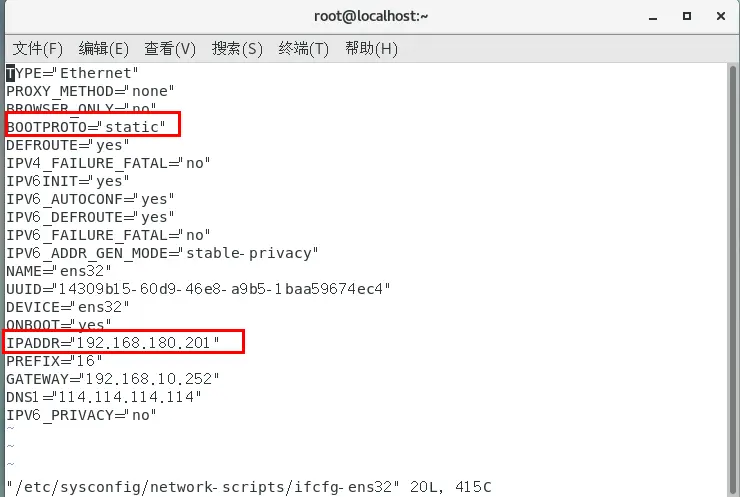 root@localhost:~
文件(F) 编辑(E) 查看(V) 搜索(S) 终端(T) 帮助(H)
TYPE="Ethernet"
PROXY_METHOD="none"
BROWSER_ONLY="no"
BOOTPROTO="static"
DEFROUTE="yes"
IPV4_FAILURE_FATAL="no"
IPV6INIT="yes"
IPV6_AUTOCONF="yes"
IPV6_DEFROUTE="yes"
IPV6_FAILURE_FATAL="no"
IPV6_ADDR_GEN_MODE="stable-privacy"
NAME="ens32"
UUID="14309b15-60d9-46e8-a9b5-1baa59674ec4"
DEVICE="ens32"
ONBOOT="yes"
IPADDR="192.168.180.201"
PREFIX="16"
GATEWAY="192.168.10.252"
DNS1="114.114.114.114"
IPV6_PRIVACY="no"
~
~
~
"/etc/sysconfig/network-scripts/ifcfg-ens32" 20L, 415C